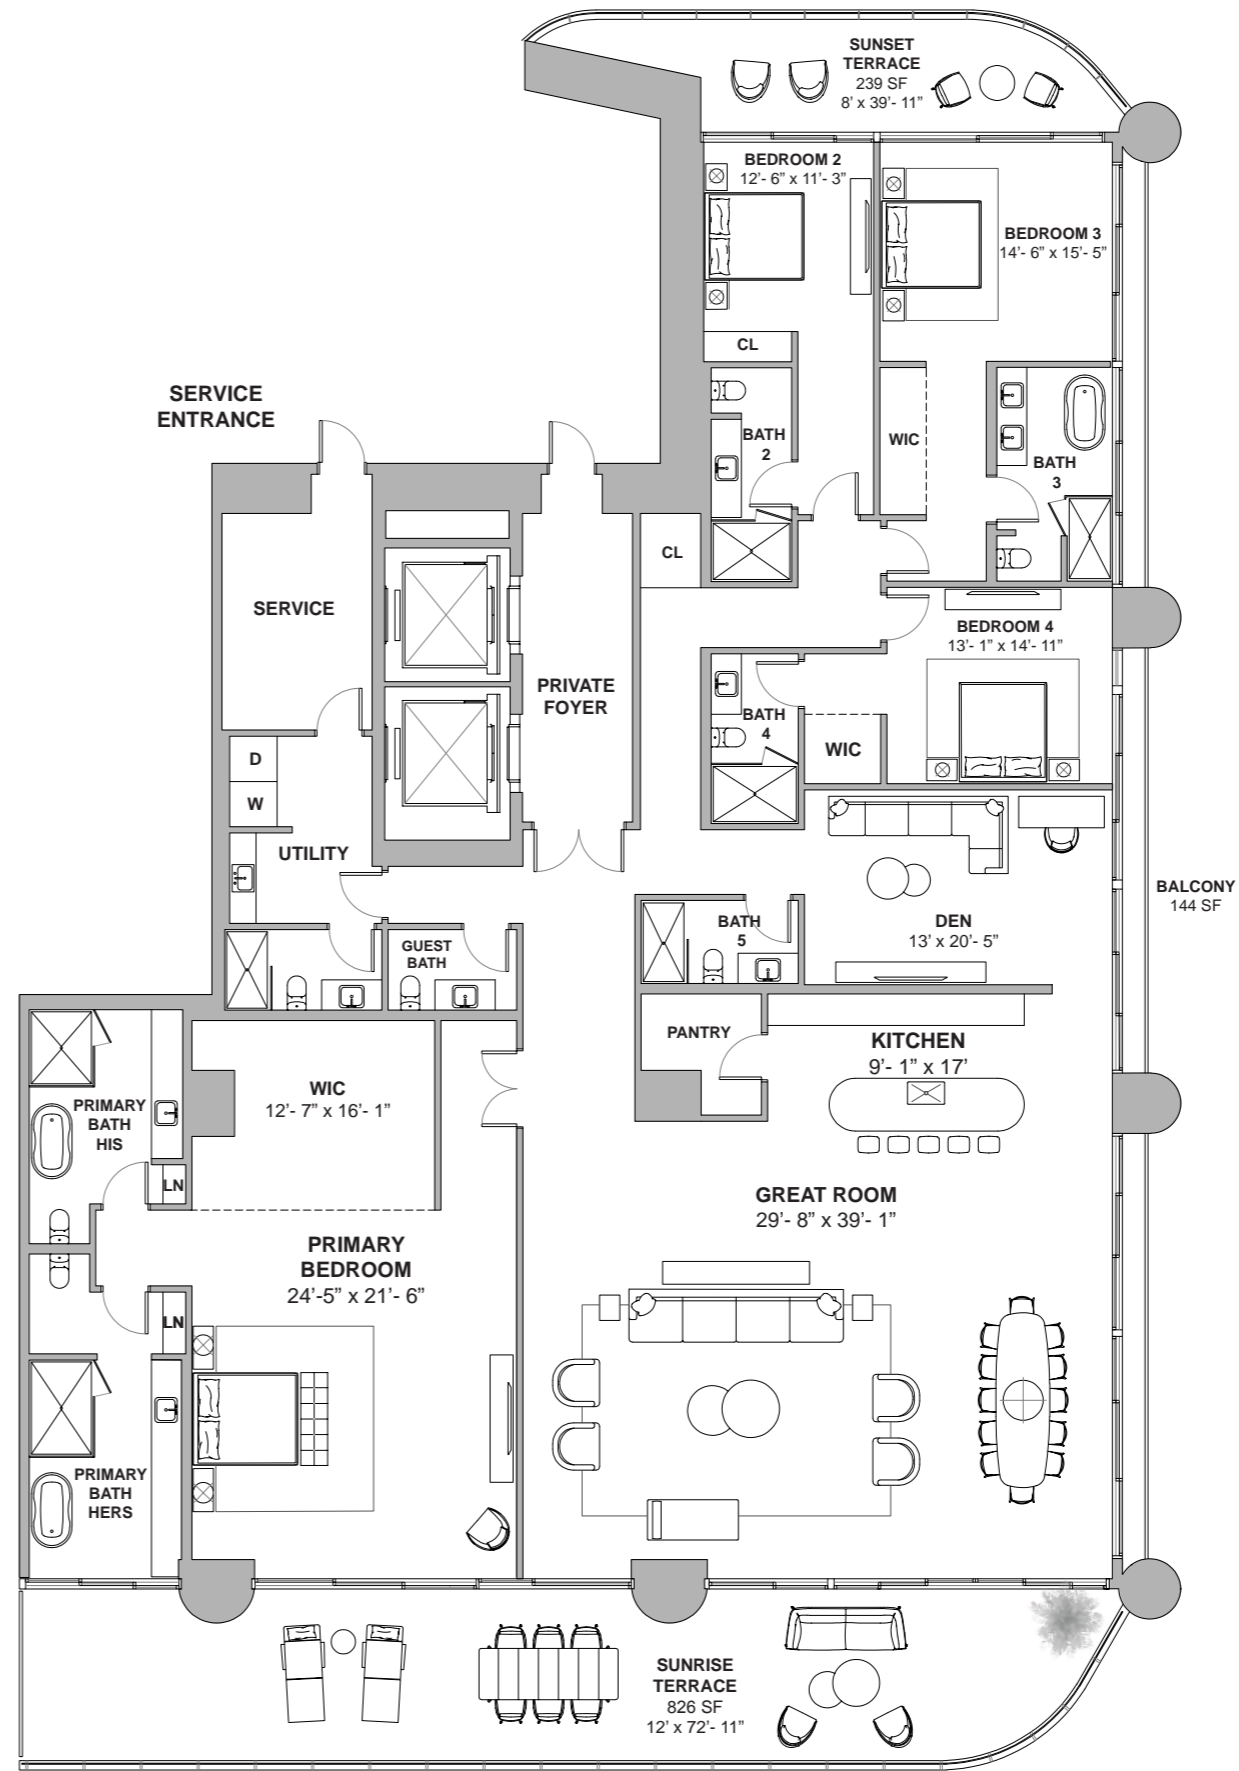 SUNSET
TERRACE
239 SF
8' x 39'- 11”
BEDROOM 2
12'- 6” x 11'- 3”
BEDROOM 3
14'- 6” x 15'- 5”
CL
SERVICE
ENTRANCE
BATH
2
WIC
BATH
3
CL
SERVICE
BEDROOM 4
13'- 1” x 14'- 11”
PRIVATE
FOYER
BATH
4
WIC
D
W
UTILITY
BALCONY
144 SF
BATH
5
DEN
13' x 20'- 5”
GUEST
BATH
PANTRY
KITCHEN
9'- 1” x 17'
WIC
12'- 7” x 16'- 1”
PRIMARY
BATH
HIS
LN
GREAT ROOM
29'- 8” x 39'- 1”
PRIMARY
BEDROOM
24'-5” x 21'- 6”
LN
PRIMARY
BATH
HERS
SUNRISE
TERRACE
826 SF
12' x 72'- 11”